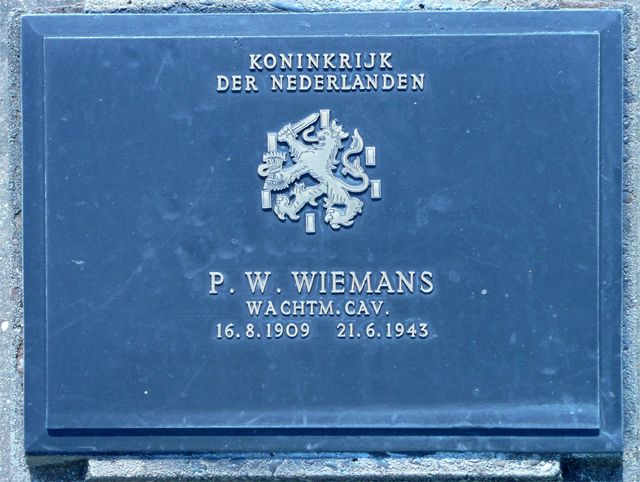 KONINKRIJK
DER NEDERLANDEN
P. W. WIEMANS
WACHTM. CAV.
16.8.1909 21.6.1943